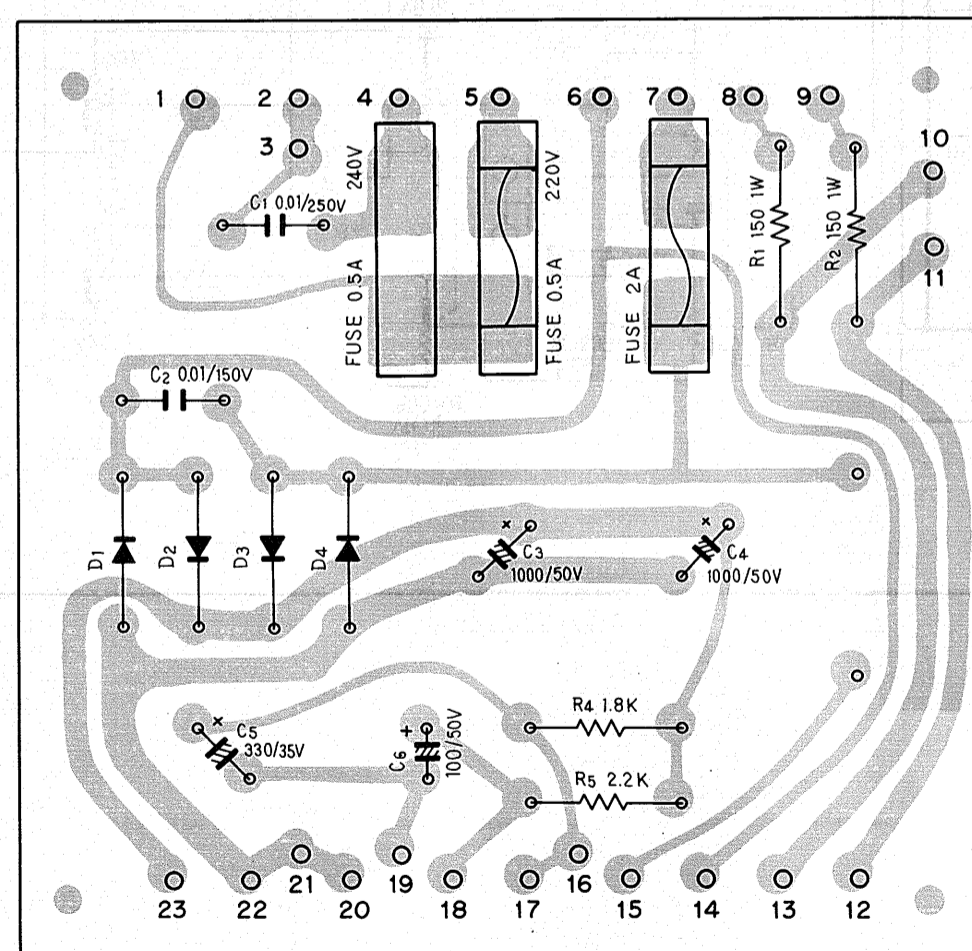 1 2 4 5 6 7 8 9
3
10
C1 0.01/250V
240V
FUSE 0.5A
220V
FUSE 0.5A
FUSE 2A
R1 150 1W
R2 150 1W
11
C2 0.01/150V
D1 D2 D3 D4
x
C3
1000/50V
x
C4
1000/50V
x
C5
330/35V
+
C6
100/50V
R4 1.8K
R5 2.2K
23 22 21 20 19 18 17 16 15 14 13 12